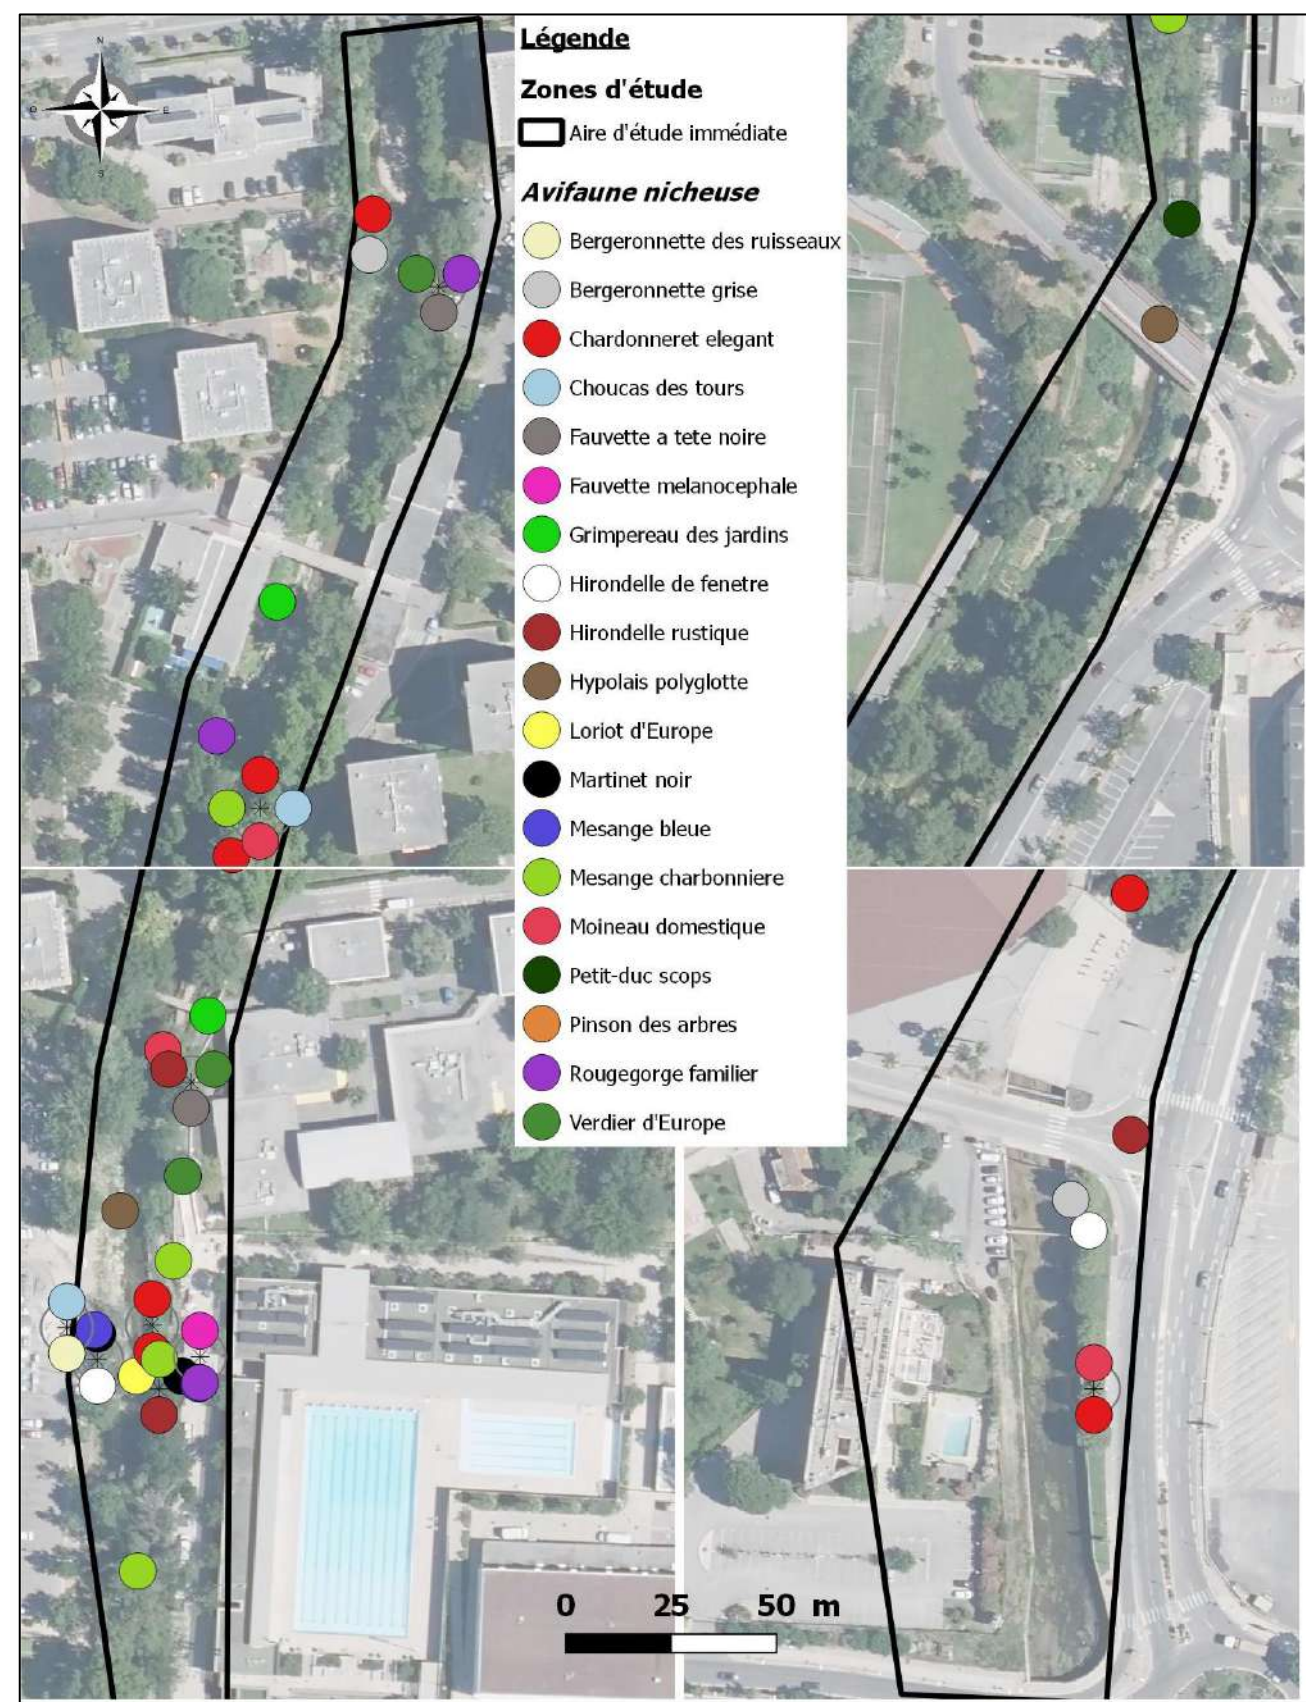 N
O
E
S
Légende
Zones d'étude
Aire d'étude immédiate
Avifaune nicheuse
Bergeronnette des ruisseaux
Bergeronnette grise
Chardonneret elegant
Choucas des tours
Fauvette a tete noire
Fauvette melanocephale
Grimpereau des jardins
Hirondelle de fenetre
Hirondelle rustique
Hypolais polyglotte
Loriot d'Europe
Martinet noir
Mesange bleue
Mesange charbonniere
Moineau domestique
Petit-duc scops
Pinson des arbres
Rougegorge familier
Verdier d'Europe
0 25 50 m